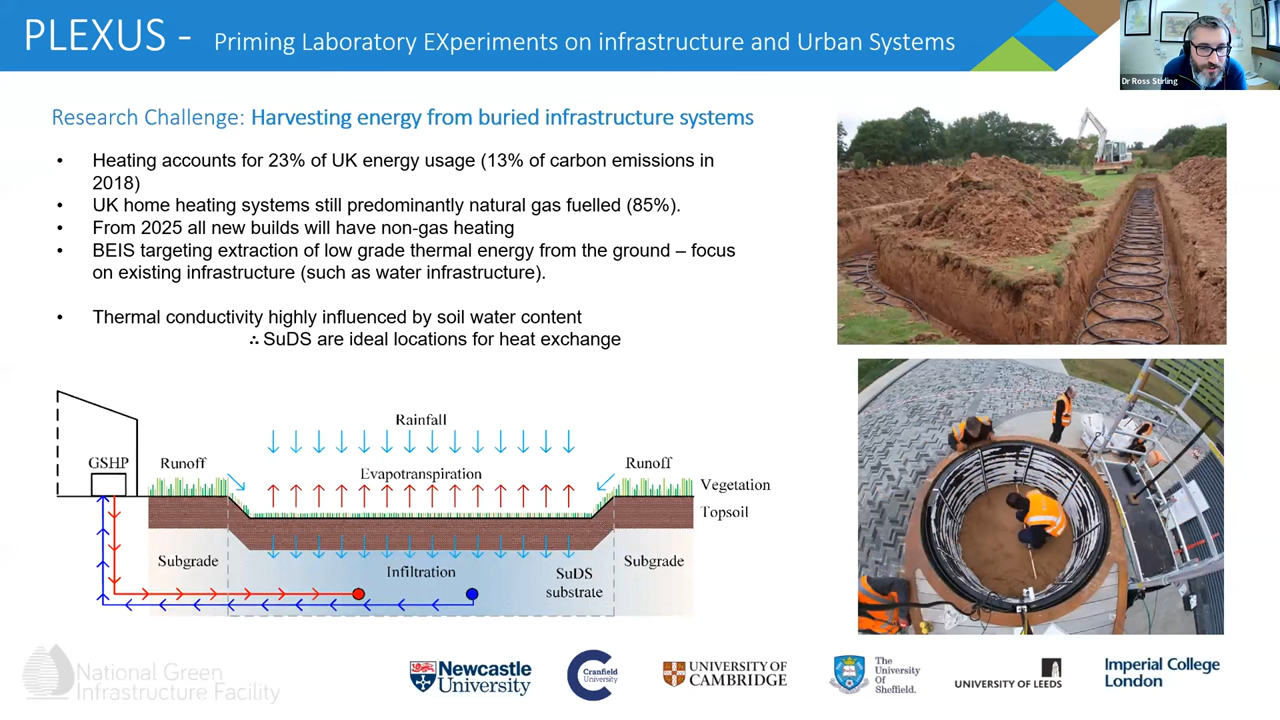 PLEXUS - Priming Laboratory EXperiments on infrastructure and Urban Systems
Dr Ross Stirling
Research Challenge: Harvesting energy from buried infrastructure systems
• Heating accounts for 23% of UK energy usage (13% of carbon emissions in
2018)
• UK home heating systems still predominantly natural gas fuelled (85%).
• From 2025 all new builds will have non-gas heating
• BEIS targeting extraction of low grade thermal energy from the ground – focus
on existing infrastructure (such as water infrastructure).
• Thermal conductivity highly influenced by soil water content
∴ SuDS are ideal locations for heat exchange
Rainfall
GSHP
Runoff
Evapotranspiration
Runoff
Vegetation
Topsoil
Subgrade
Infiltration
SuDS
substrate
Subgrade
National Green
Infrastructure Facility
Newcastle
University
Cranfield
University
UNIVERSITY OF
CAMBRIDGE
The
University
Of
Sheffield.
UNIVERSITY OF LEEDS
Imperial College
London